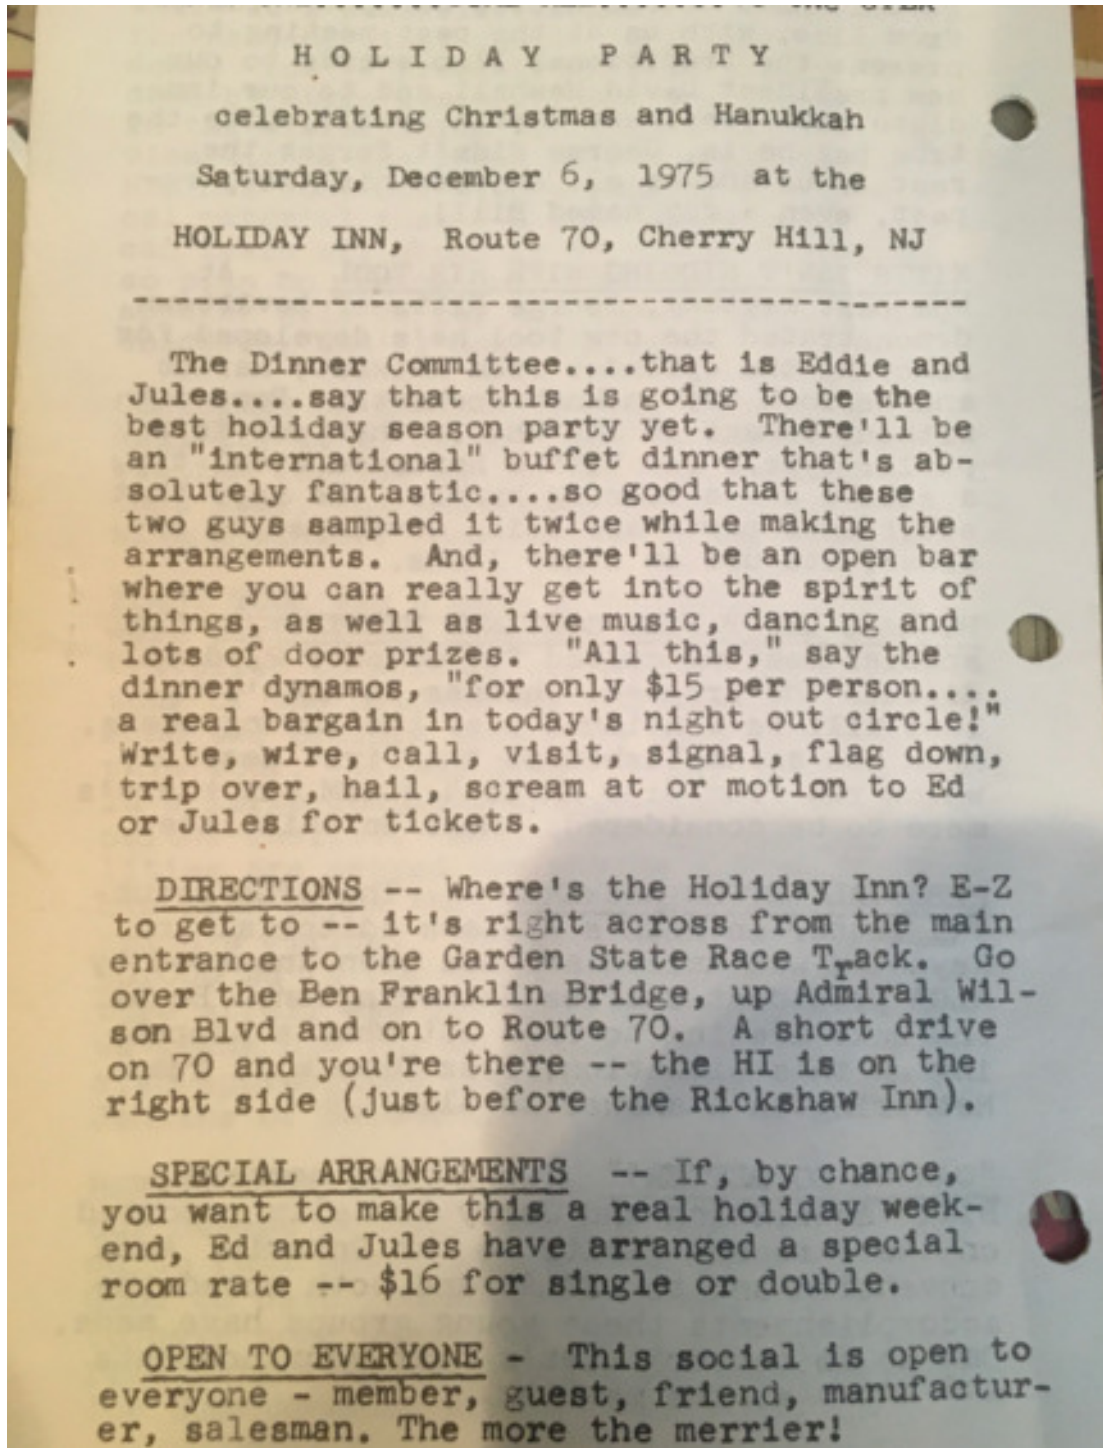 H O L I D A Y   P A R T Y
celebrating Christmas and Hanukkah
Saturday, December 6, 1975 at the
HOLIDAY INN, Route 70, Cherry Hill, NJ
-----------------------------------------
The Dinner Committee....that is Eddie and
Jules....say that this is going to be the
best holiday season party yet. There'll be
an "international" buffet dinner that's ab-
solutely fantastic....so good that these
two guys sampled it twice while making the
arrangements. And, there'll be an open bar
where you can really get into the spirit of
things, as well as live music, dancing and
lots of door prizes. "All this," say the
dinner dynamos, "for only $15 per person....
a real bargain in today's night out circle!"
Write, wire, call, visit, signal, flag down,
trip over, hail, scream at or motion to Ed
or Jules for tickets.
DIRECTIONS -- Where's the Holiday Inn? E-Z
to get to -- it's right across from the main
entrance to the Garden State Race Track. Go
over the Ben Franklin Bridge, up Admiral Wil-
son Blvd and on to Route 70. A short drive
on 70 and you're there -- the HI is on the
right side (just before the Rickshaw Inn).
SPECIAL ARRANGEMENTS -- If, by chance,
you want to make this a real holiday week-
end, Ed and Jules have arranged a special
room rate -- $16 for single or double.
OPEN TO EVERYONE - This social is open to
everyone - member, guest, friend, manufactur-
er, salesman. The more the merrier!